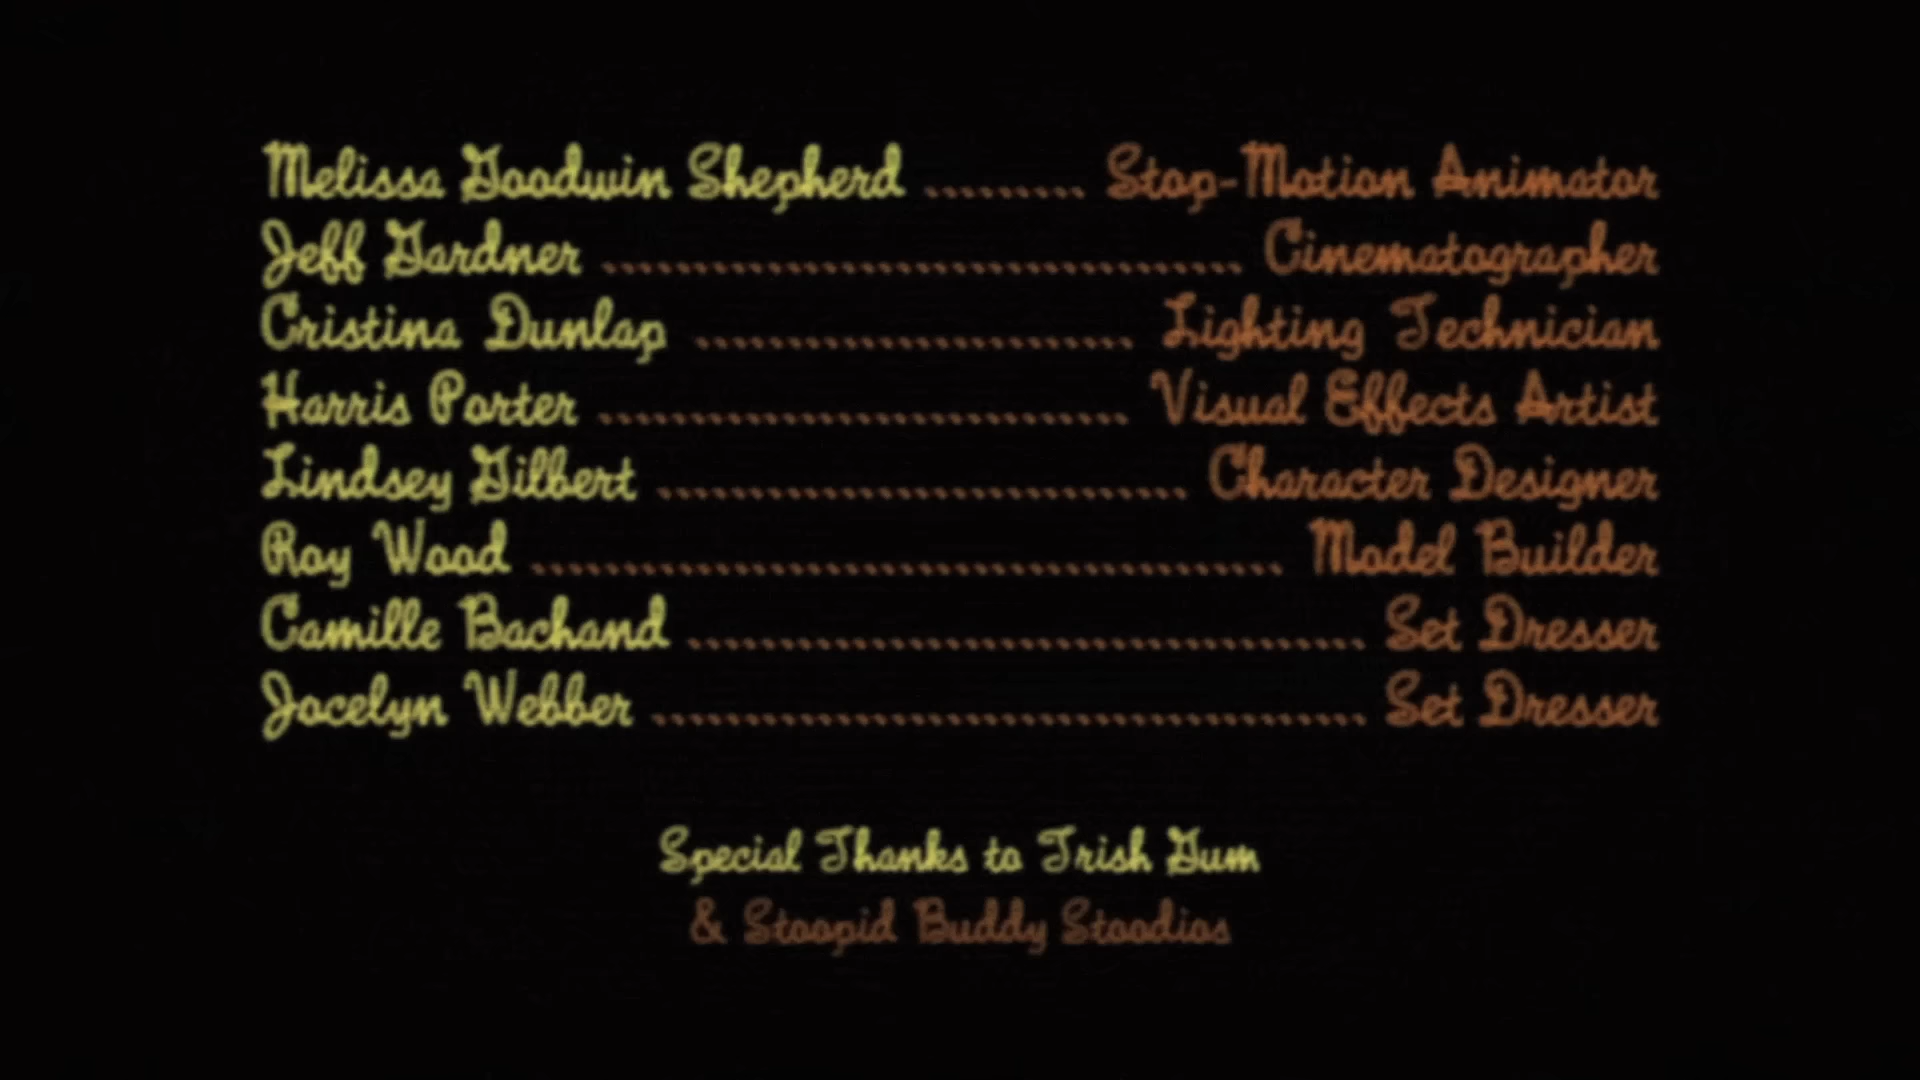 Melissa Goodwin Shepherd ......... Stop-Motion Animator
Jeff Gardner .................................... Cinematographer
Cristina Dunlap ......................... Lighting Technician
Harris Porter .............................. Visual Effects Artist
Lindsey Gilbert .............................. Character Designer
Roy Wood .......................................... Model Builder
Camille Bachand ...................................... Set Dresser
Jocelyn Webber ........................................ Set Dresser
Special Thanks to Trish Gum
& Stoopid Buddy Stoodios